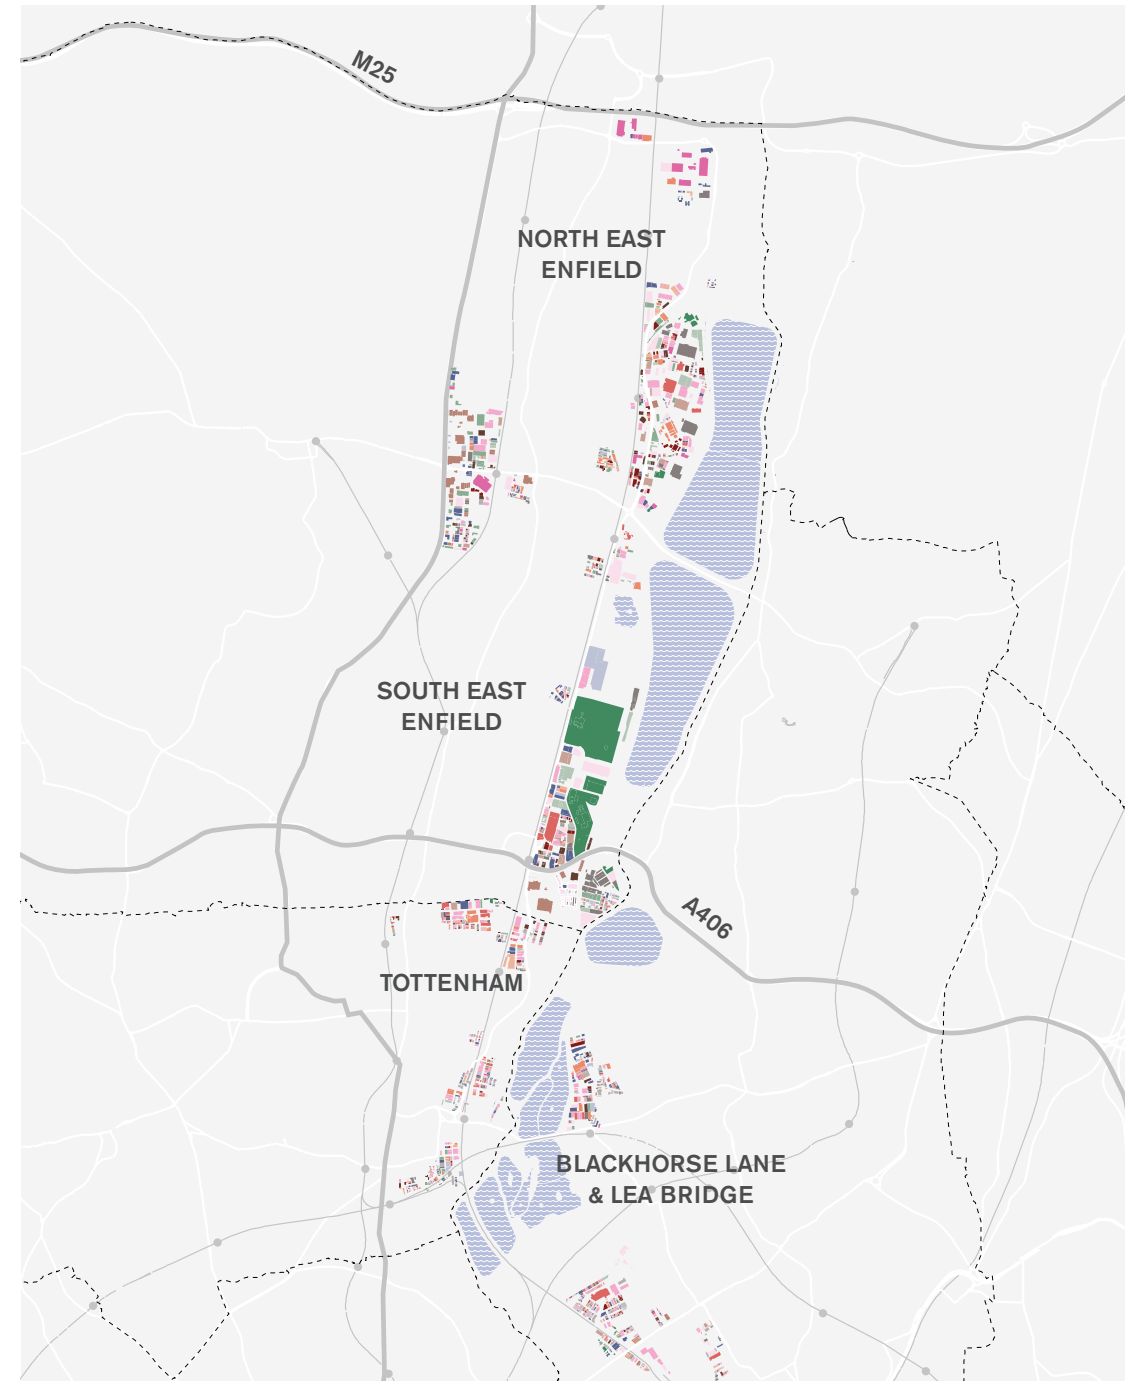 M25
NORTH EAST
ENFIELD
SOUTH EAST
ENFIELD
A406
TOTTENHAM
BLACKHORSE LANE
& LEA BRIDGE